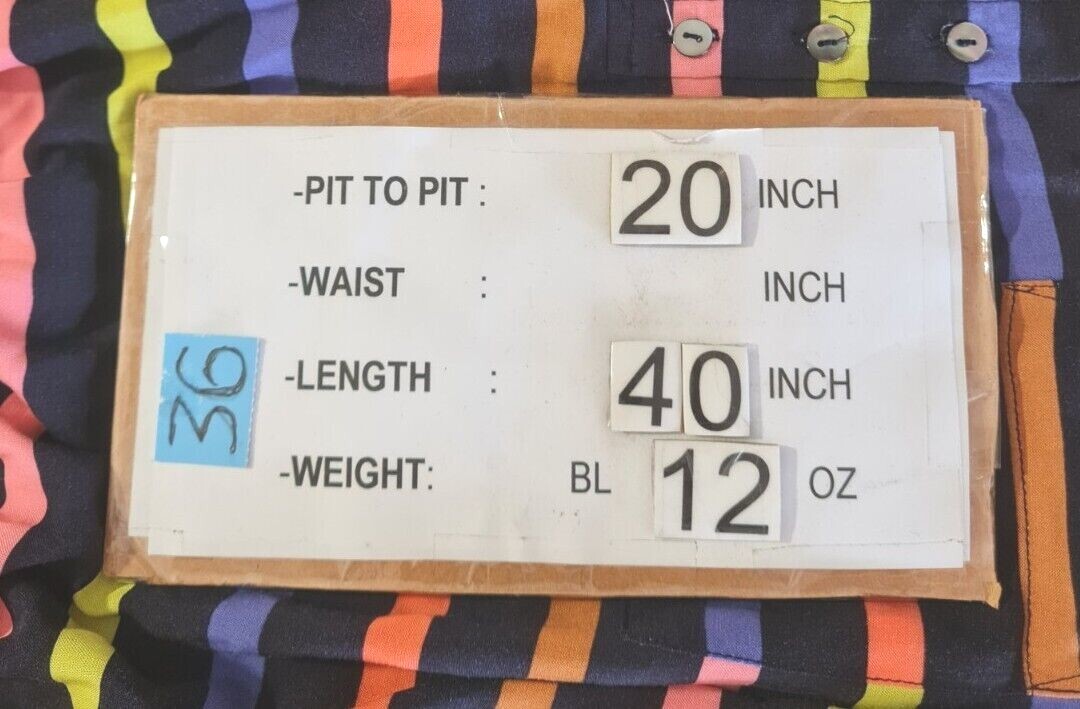 -PIT TO PIT : 20 INCH
-WAIST : INCH
-LENGTH : 40 INCH
-WEIGHT: BL 12 OZ
36